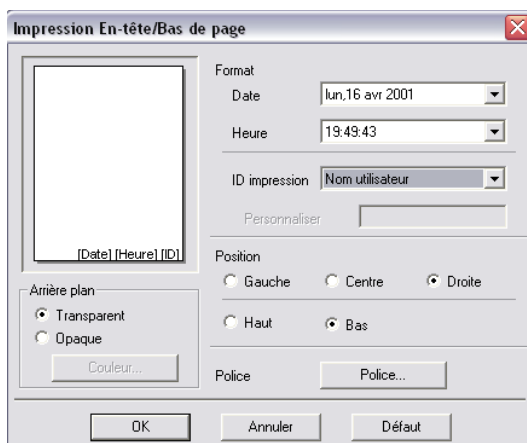 Impression En-tête/Bas de page
[Date] [Heure] [ID]
Arrière plan
Transparent
Opaque
Couleur...
Format
Date
lun,16 avr 2001
Heure
19:49:43
ID impression
Nom utilisateur
Personnaliser
Position
Gauche
Centre
Droite
Haut
Bas
Police
Police...
OK
Annuler
Défaut